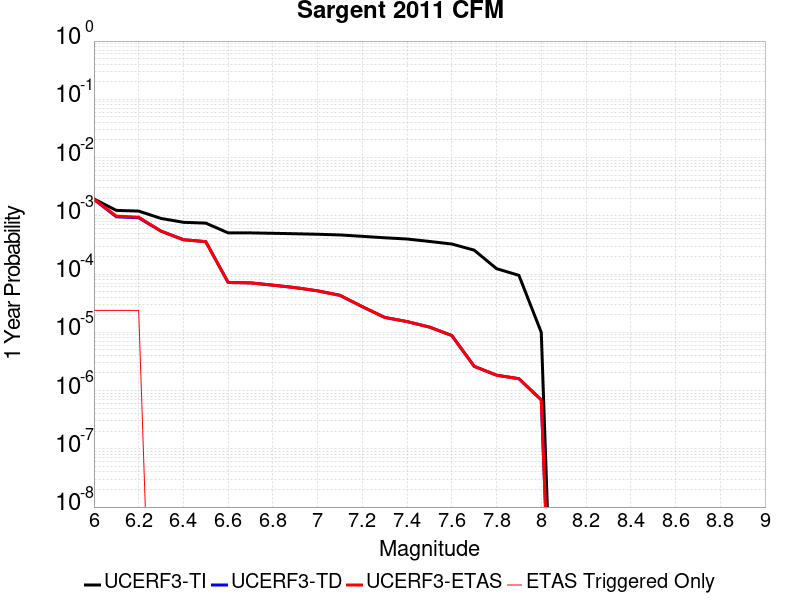 Sargent 2011 CFM
1 Year Probability
10^0
10^-1
10^-2
10^-3
10^-4
10^-5
10^-6
10^-7
10^-8
6 6.2 6.4 6.6 6.8 7 7.2 7.4 7.6 7.8 8 8.2 8.4 8.6 8.8 9
Magnitude
UCERF3-TI UCERF3-TD UCERF3-ETAS ETAS Triggered Only